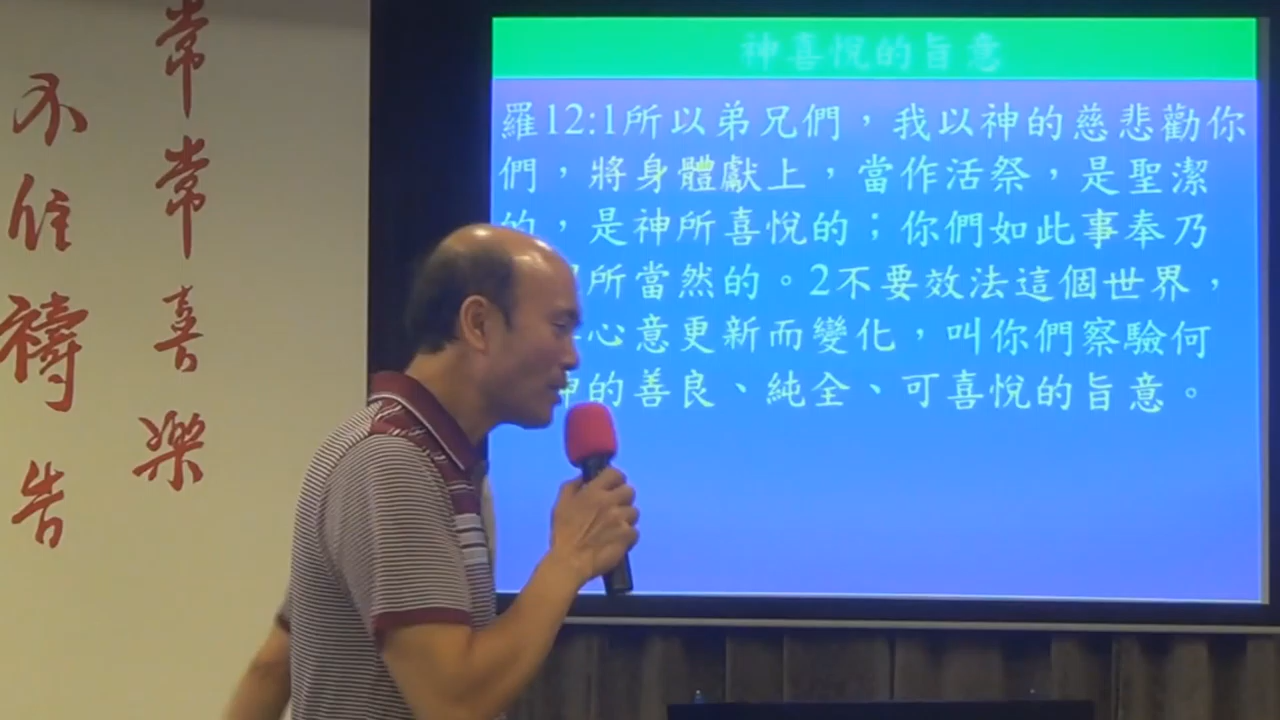 常常喜樂
不住禱告
神喜悅的旨意
羅12:1所以弟兄們，我以神的慈悲勸你
們，將身體獻上，當作活祭，是聖潔
的，是神所喜悅的；你們如此事奉乃
所當然的。2不要效法這個世界，
心意更新而變化，叫你們察驗何
神的善良、純全、可喜悅的旨意。